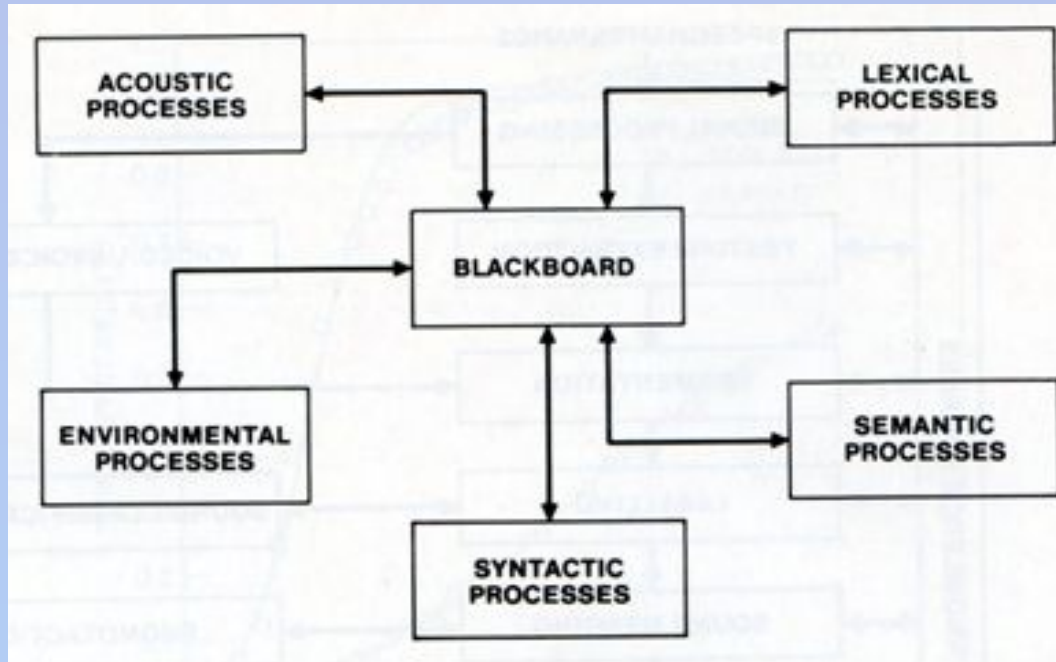 ACOUSTIC
PROCESSES
LEXICAL
PROCESSES
BLACKBOARD
ENVIRONMENTAL
PROCESSES
SEMANTIC
PROCESSES
SYNTACTIC
PROCESSES